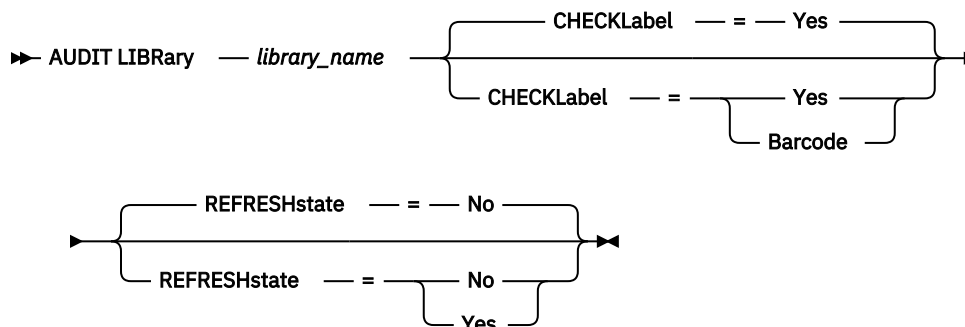 CHECKLabel = Yes
AUDIT LIBRary library_name
CHECKLabel = Yes
Barcode
REFRESHstate = No
REFRESHstate = No
Yes